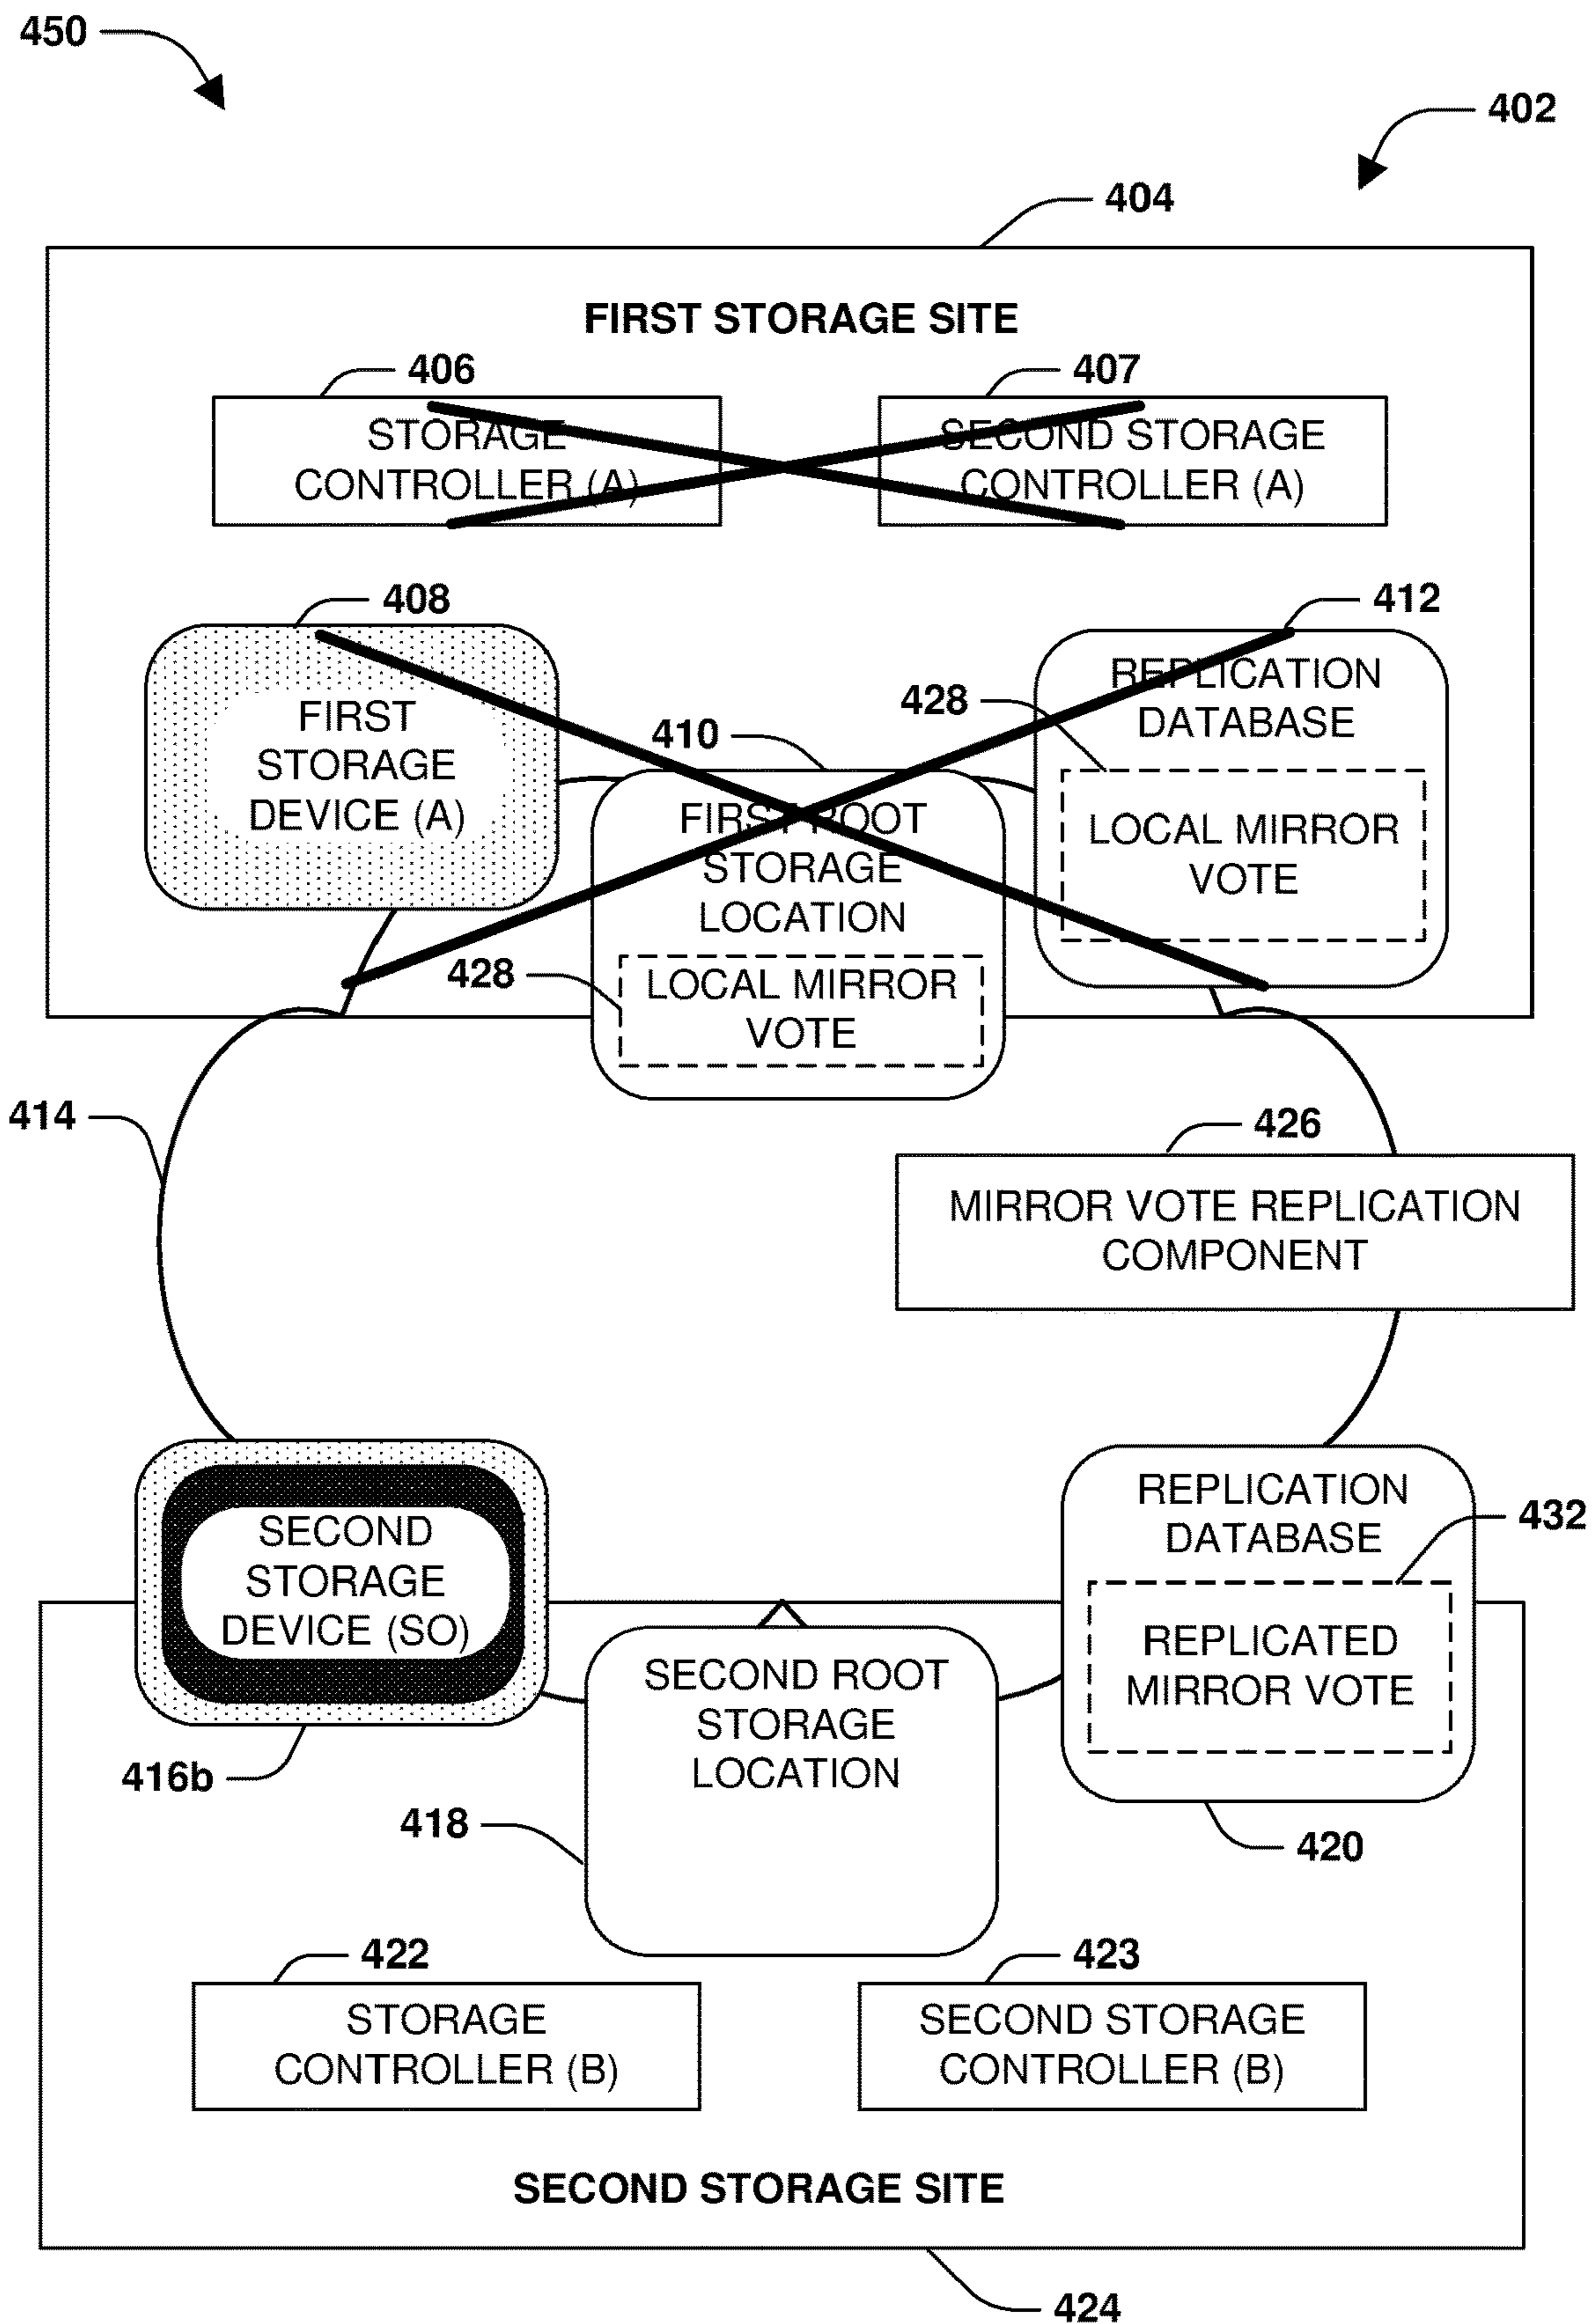 450
402
404
FIRST STORAGE SITE
406
407
STORAGE
CONTROLLER (A)
SECOND STORAGE
CONTROLLER (A)
408
412
FIRST
STORAGE
DEVICE (A)
REPLICATION
DATABASE
428
LOCAL MIRROR
VOTE
410
FIRST ROOT
STORAGE
LOCATION
428
LOCAL MIRROR
VOTE
414
426
MIRROR VOTE REPLICATION
COMPONENT
SECOND
STORAGE
DEVICE (SO)
416b
REPLICATION
DATABASE
432
REPLICATED
MIRROR VOTE
SECOND ROOT
STORAGE
LOCATION
418
420
422
423
STORAGE
CONTROLLER (B)
SECOND STORAGE
CONTROLLER (B)
SECOND STORAGE SITE
424